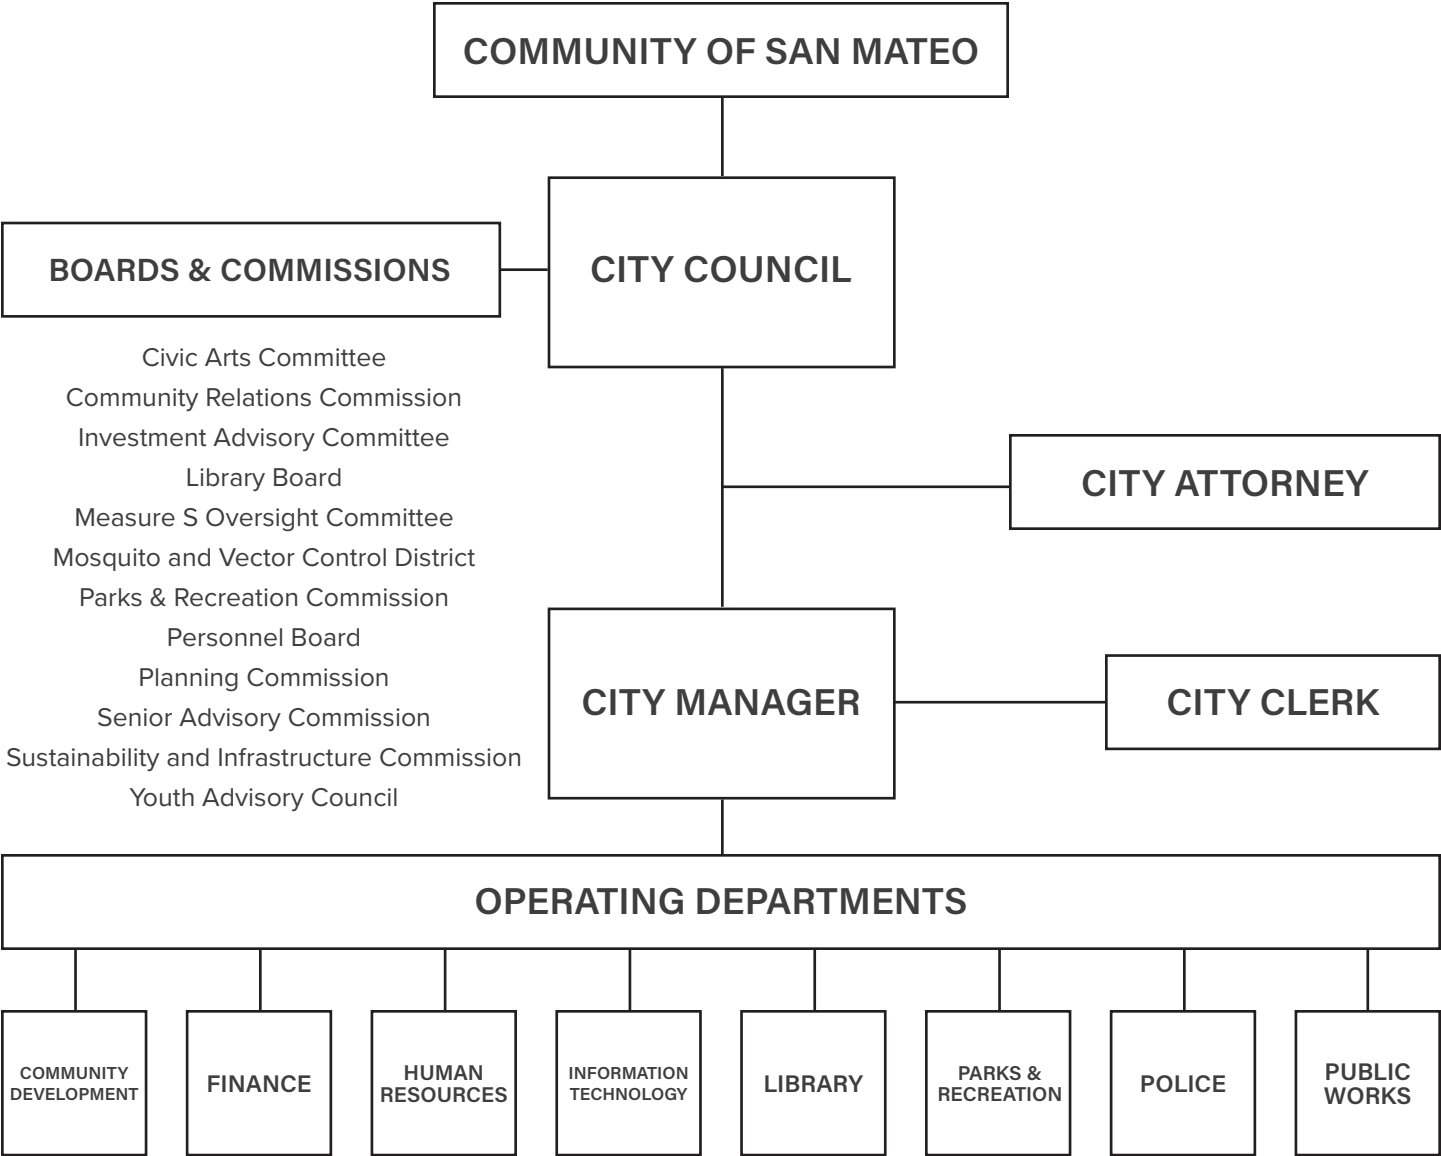 COMMUNITY OF SAN MATEO
BOARDS & COMMISSIONS
CITY COUNCIL
Civic Arts Committee
Community Relations Commission
Investment Advisory Committee
Library Board
Measure S Oversight Committee
Mosquito and Vector Control District
Parks & Recreation Commission
Personnel Board
Planning Commission
Senior Advisory Commission
Sustainability and Infrastructure Commission
Youth Advisory Council
CITY ATTORNEY
CITY MANAGER
CITY CLERK
OPERATING DEPARTMENTS
COMMUNITY
DEVELOPMENT
FINANCE
HUMAN
RESOURCES
INFORMATION
TECHNOLOGY
LIBRARY
PARKS &
RECREATION
POLICE
PUBLIC
WORKS